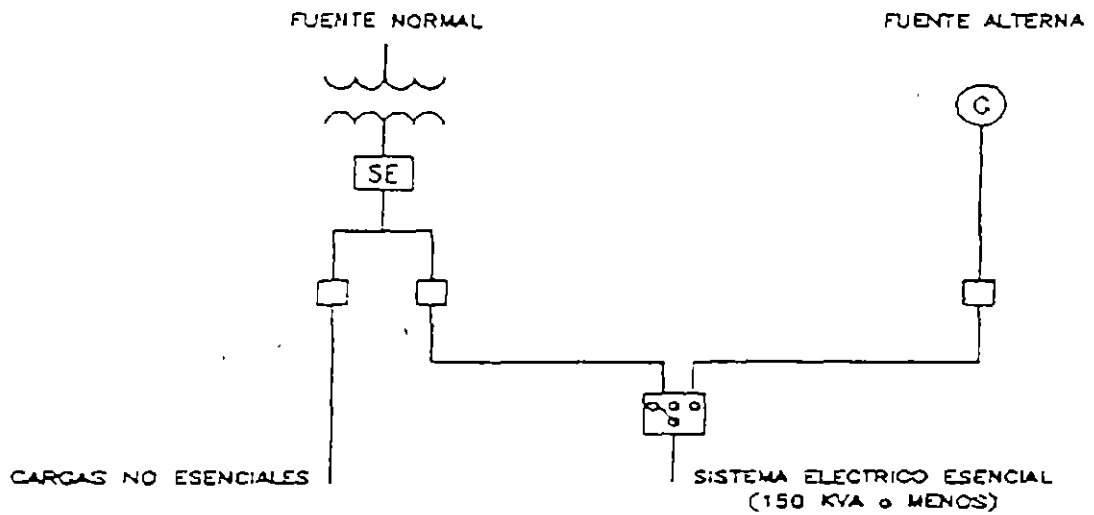 FUENTE NORMAL
FUENTE ALTERNA
G
SE
CARGAS NO ESENCIALES
SISTEMA ELECTRICO ESENCIAL
(150 KVA o MENOS)